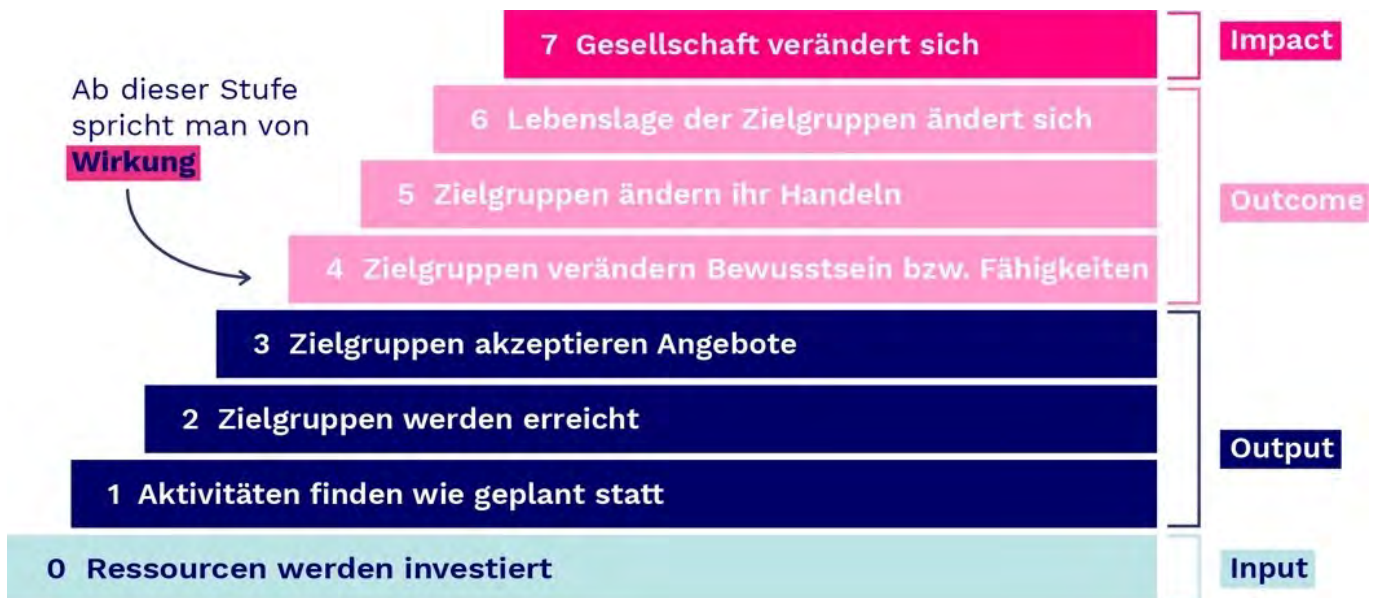 7 Gesellschaft verändert sich
Impact
Ab dieser Stufe
spricht man von
Wirkung
6 Lebenslage der Zielgruppen ändert sich
5 Zielgruppen ändern ihr Handeln
Outcome
4 Zielgruppen verändern Bewusstsein bzw. Fähigkeiten
3 Zielgruppen akzeptieren Angebote
2 Zielgruppen werden erreicht
Output
1 Aktivitäten finden wie geplant statt
0 Ressourcen werden investiert
Input